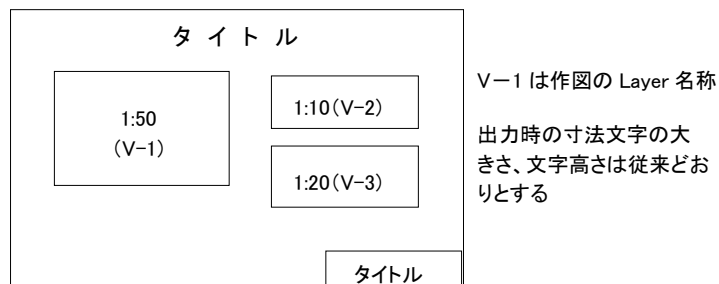 タ イ ト ル
1:50
(V-1)
1:10(V-2)
1:20(V-3)
タイトル
V-1 は作図の Layer 名称
出力時の寸法文字の大
きさ、文字高さは従来どお
りとする